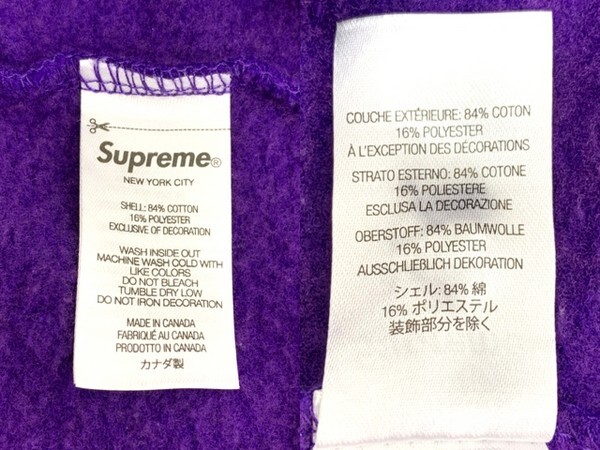 Supreme®
NEW YORK CITY
SHELL: 84% COTTON
16% POLYESTER
EXCLUSIVE OF DECORATION
WASH INSIDE OUT
MACHINE WASH COLD WITH
LIKE COLORS
DO NOT BLEACH
TUMBLE DRY LOW
DO NOT IRON DECORATION
MADE IN CANADA
FABRIQUÉ AU CANADA
PRODOTTO IN CANADA
カナダ製
COUCHE EXTÉRIEURE: 84% COTON
16% POLYESTER
À L'EXCEPTION DES DÉCORATIONS
STRATO ESTERNO: 84% COTONE
16% POLIESTERE
ESCLUSA LA DECORAZIONE
OBERSTOFF: 84% BAUMWOLLE
16% POLYESTER
AUSSCHLIEßLICH DEKORATION
シェル: 84% 綿
16% ポリエステル
装飾部分を除く